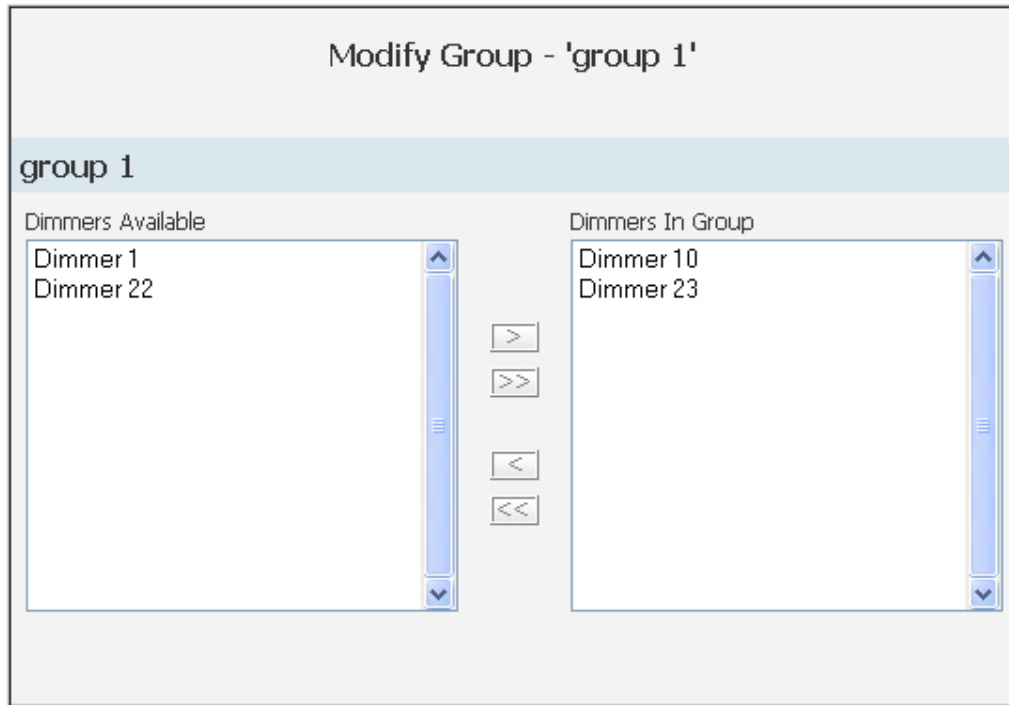 Modify Group - 'group 1'
group 1
Dimmers Available
Dimmer 1
Dimmer 22
>
>>
<
<<
Dimmers In Group
Dimmer 10
Dimmer 23